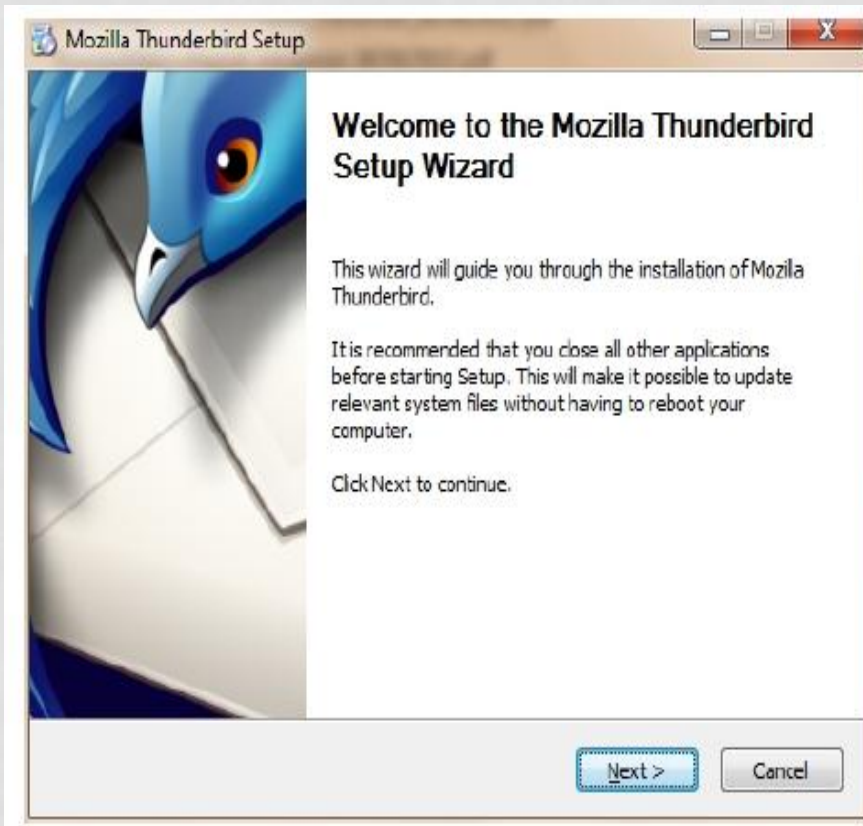 Mozilla Thunderbird Setup
Welcome to the Mozilla Thunderbird
Setup Wizard
This wizard will guide you through the installation of Mozilla
Thunderbird.
It is recommended that you close all other applications
before starting Setup. This will make it possible to update
relevant system files without having to reboot your
computer.
Click Next to continue.
Next >
Cancel